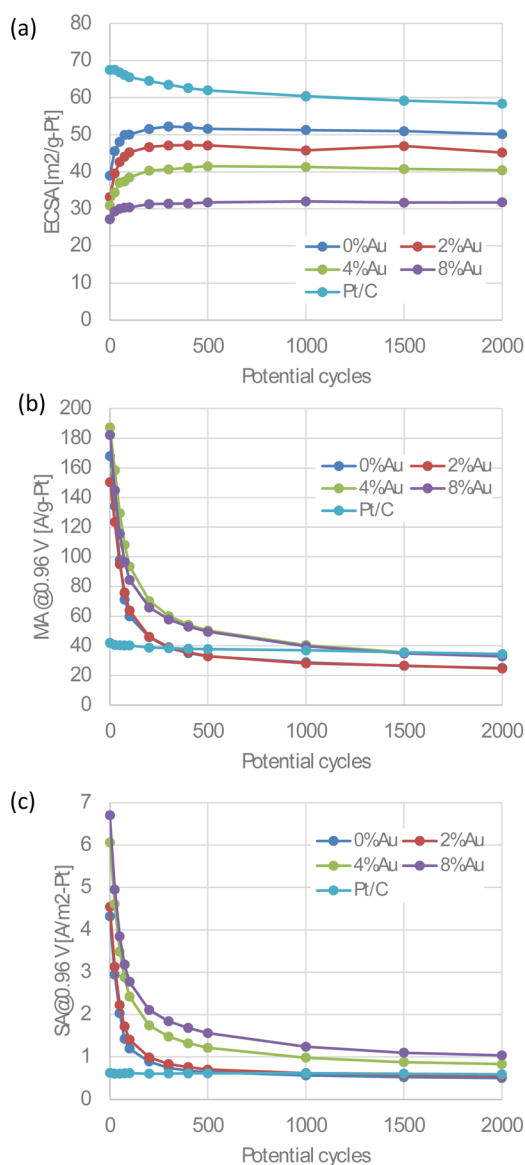 (a)
80
70
60
50
40
30
20
10
0
ECSA [m2/g-Pt]
0%Au 2%Au
4%Au 8%Au
Pt/C
0 500 1000 1500 2000
Potential cycles
(b)
200
180
160
140
120
100
80
60
40
20
0
MA@0.96 V [A/g-Pt]
0%Au 2%Au
4%Au 8%Au
Pt/C
0 500 1000 1500 2000
Potential cycles
(c)
7
6
5
4
3
2
1
0
SA@0.96 V [A/m2-Pt]
0%Au 2%Au
4%Au 8%Au
Pt/C
0 500 1000 1500 2000
Potential cycles